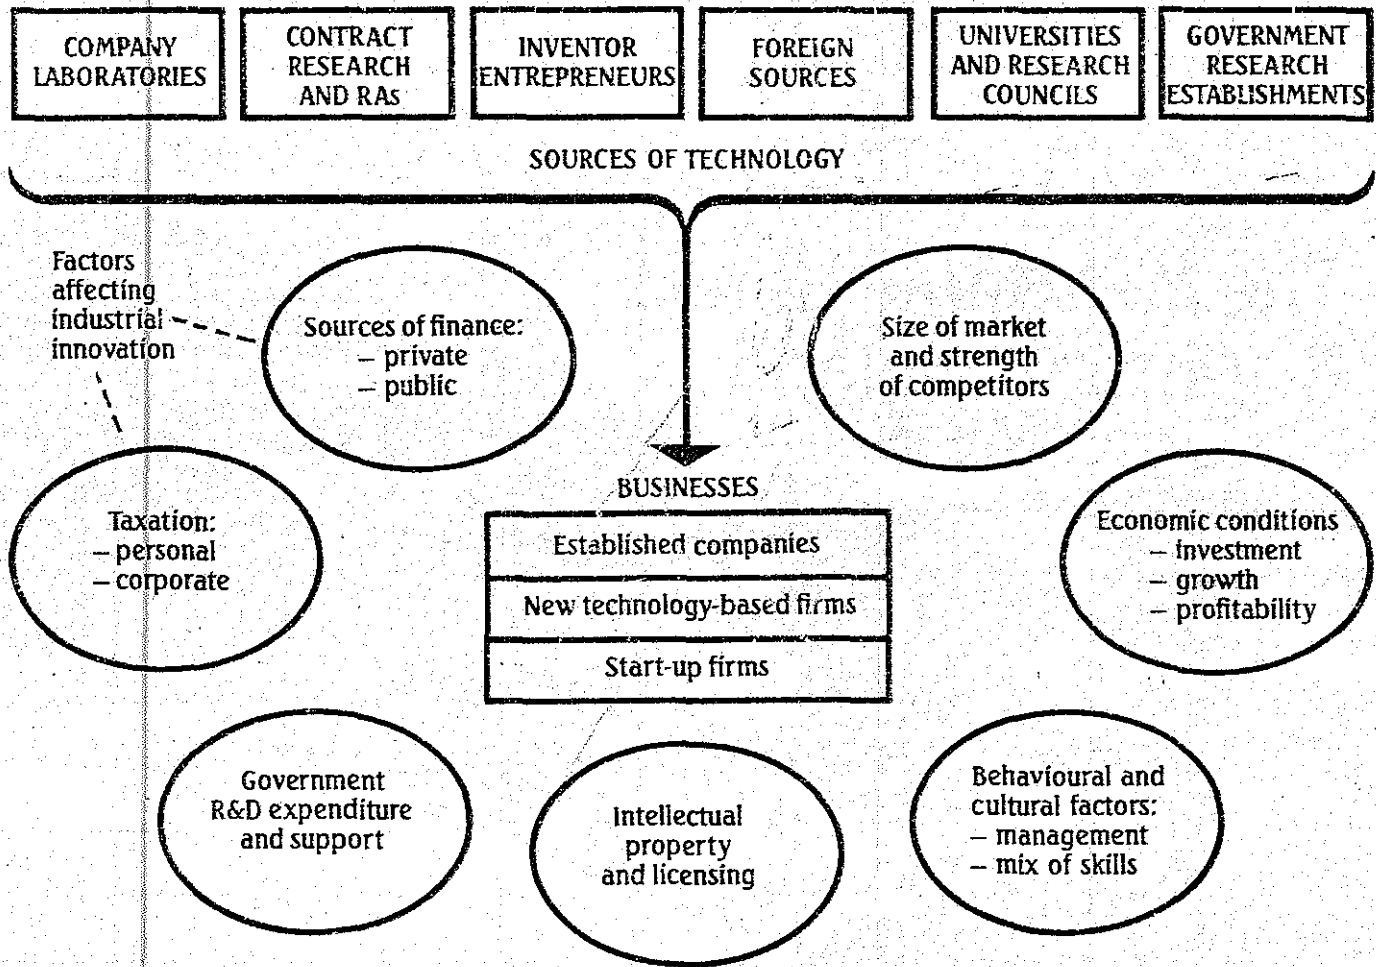 COMPANY
LABORATORIES
CONTRACT
RESEARCH
AND RAs
INVENTOR
ENTREPRENEURS
FOREIGN
SOURCES
UNIVERSITIES
AND RESEARCH
COUNCILS
GOVERNMENT
RESEARCH
ESTABLISHMENTS
SOURCES OF TECHNOLOGY
Factors
affecting
industrial
innovation
Sources of finance:
– private
– public
Size of market
and strength
of competitors
Taxation:
– personal
– corporate
BUSINESSES
Established companies
New technology-based firms
Start-up firms
Economic conditions
– investment
– growth
– profitability
Government
R&D expenditure
and support
Intellectual
property
and licensing
Behavioural and
cultural factors:
– management
– mix of skills